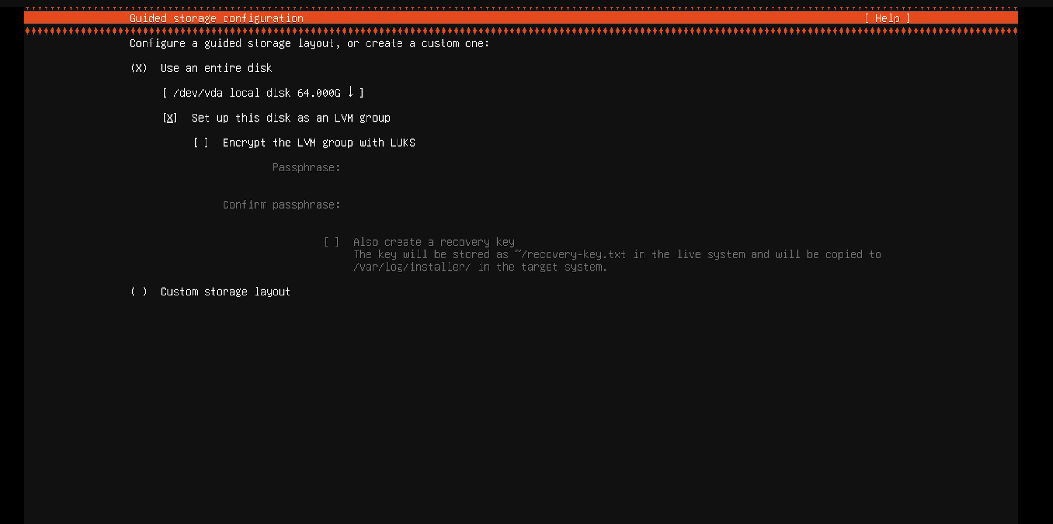 Guided storage configuration [ Help ]
Configure a guided storage layout, or create a custom one:
(X) Use an entire disk
[ /dev/vda local disk 64.000G ↓ ]
[X] Set up this disk as an LVM group
[ ] Encrypt the LVM group with LUKS
Passphrase:
Confirm passphrase:
[ ] Also create a recovery key
The key will be stored as ~/recovery-key.txt in the live system and will be copied to
/var/log/installer/ in the target system.
( ) Custom storage layout